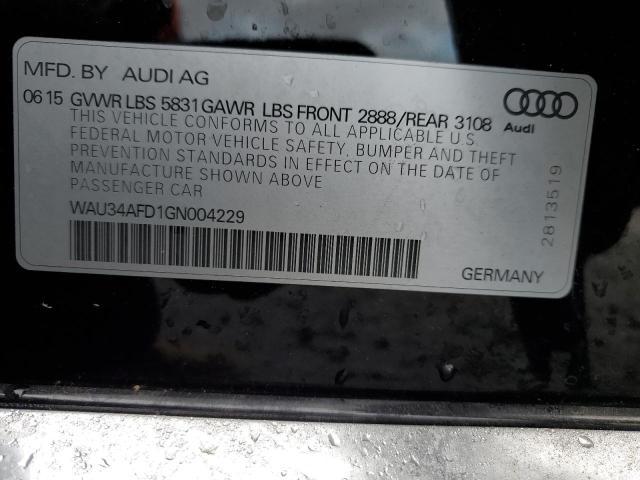 MFD. BY AUDI AG
06 15 GVWR LBS 5831 GAWR LBS FRONT 2888/REAR 3108
Audi
THIS VEHICLE CONFORMS TO ALL APPLICABLE U.S.
FEDERAL MOTOR VEHICLE SAFETY, BUMPER AND THEFT
PREVENTION STANDARDS IN EFFECT ON THE DATE OF
MANUFACTURE SHOWN ABOVE
PASSENGER CAR
WAU34AFD1GN004229
2813519
GERMANY